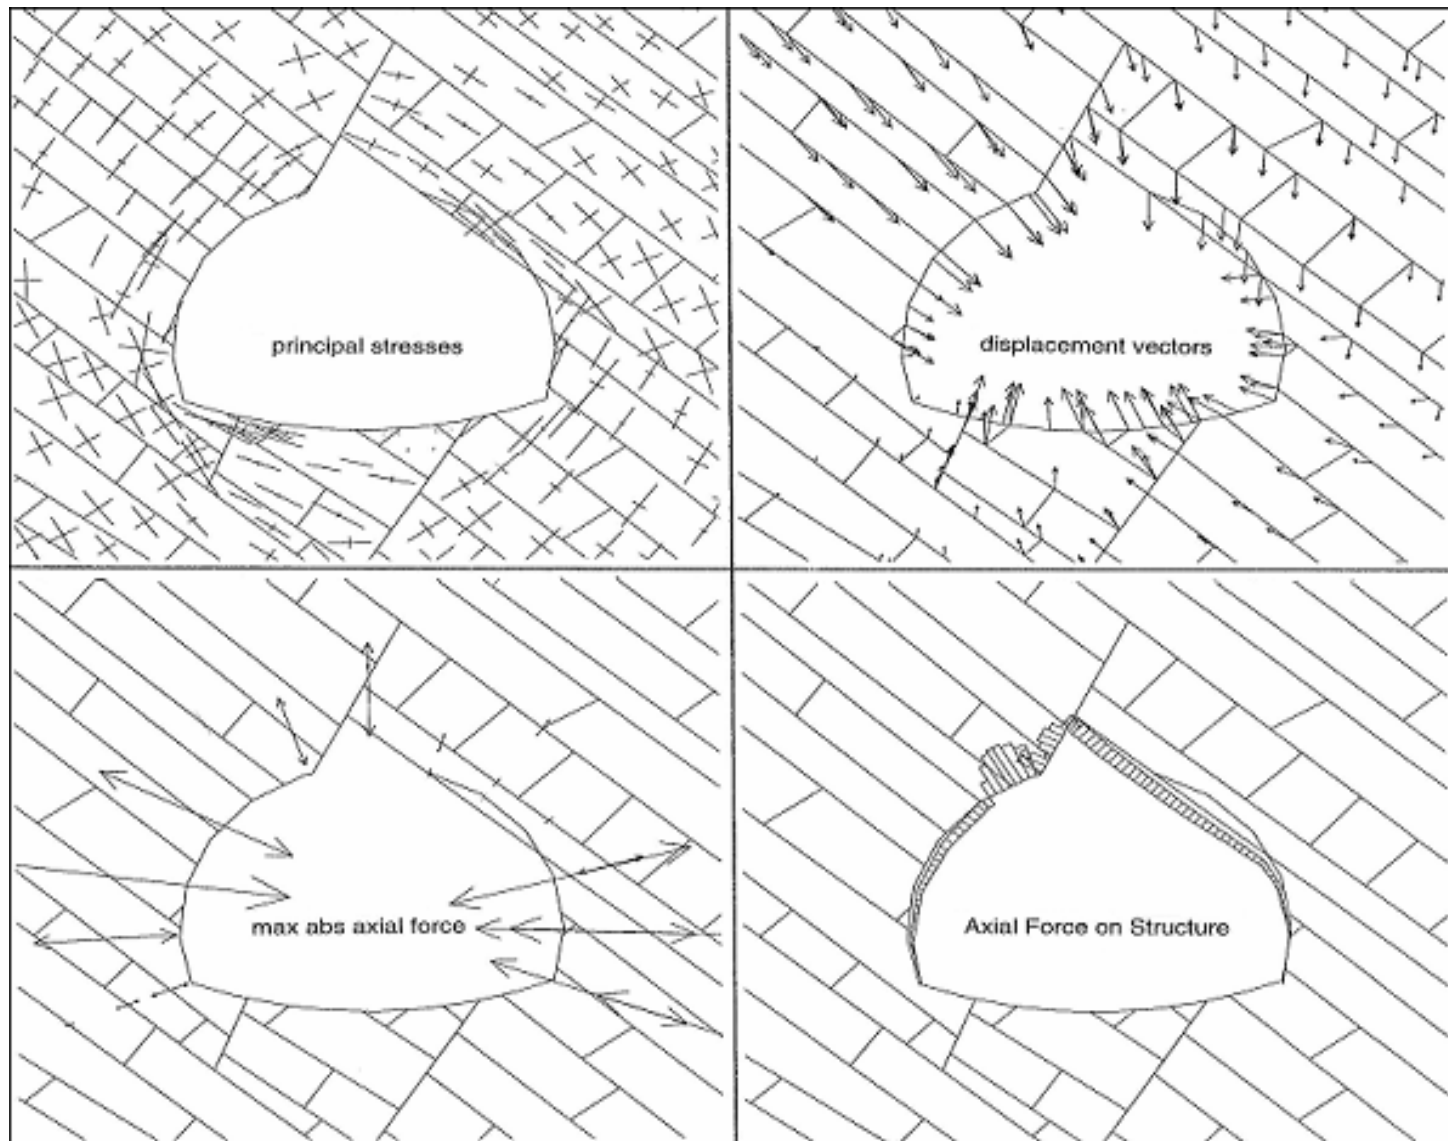 principal stresses
displacement vectors
max abs axial force
Axial Force on Structure